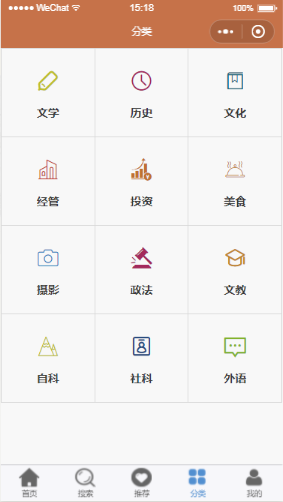 WeChat 15:18 100%
分类
文学 历史 文化
经管 投资 美食
摄影 政法 文教
自科 社科 外语
首页 搜索 推荐 分类 我的